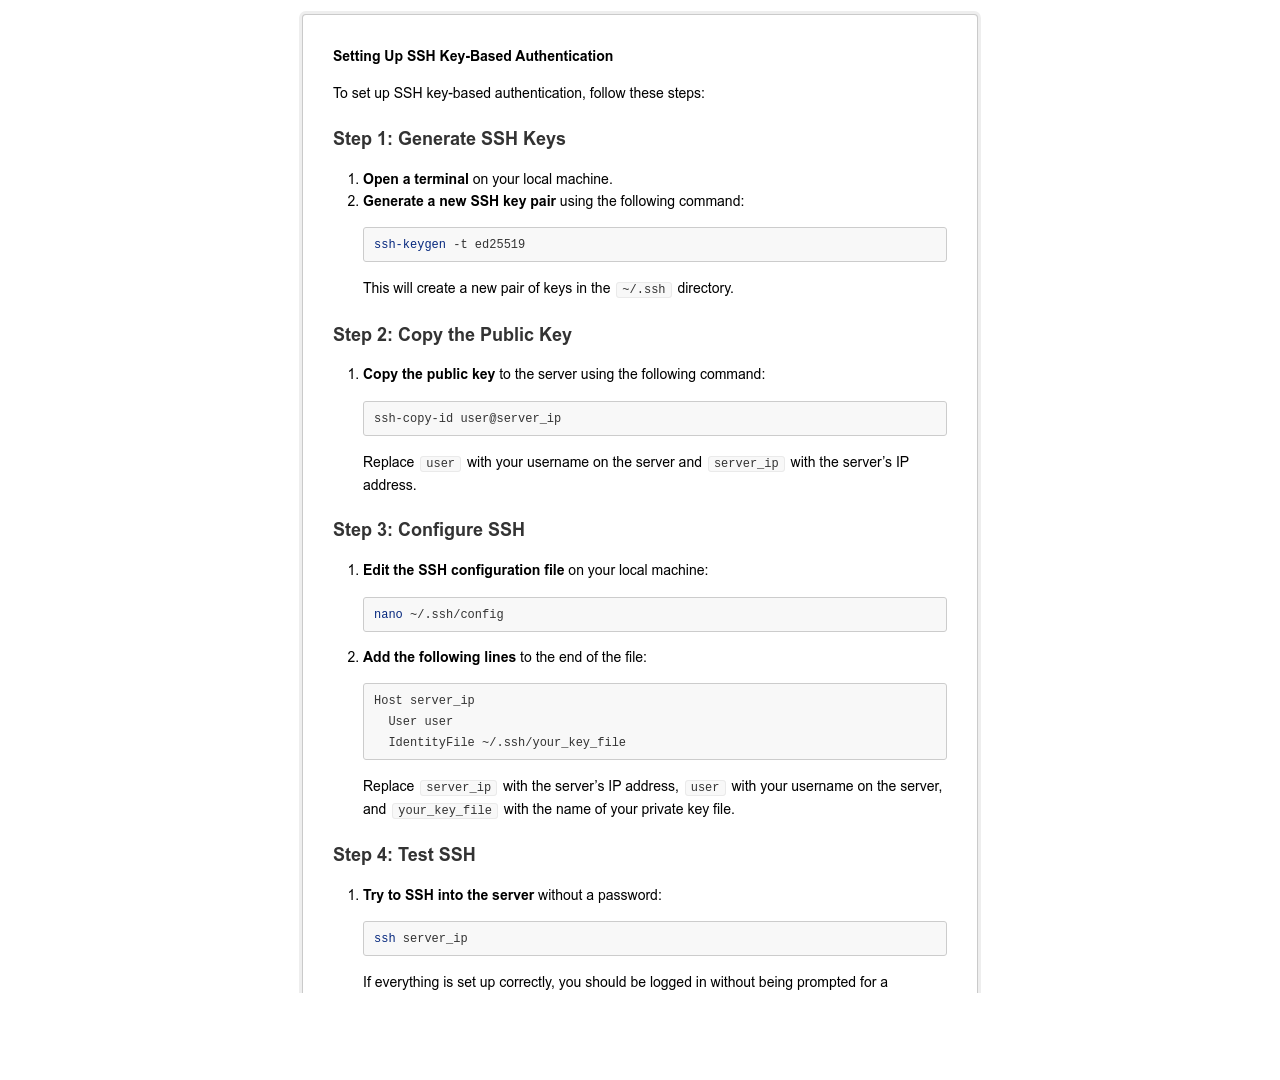 Setting Up SSH Key-Based Authentication
To set up SSH key-based authentication, follow these steps:
Step 1: Generate SSH Keys
1. Open a terminal on your local machine.
2. Generate a new SSH key pair using the following command:
ssh-keygen -t ed25519
This will create a new pair of keys in the ~/.ssh directory.
Step 2: Copy the Public Key
1. Copy the public key to the server using the following command:
ssh-copy-id user@server_ip
Replace user with your username on the server and server_ip with the server’s IP
address.
Step 3: Configure SSH
1. Edit the SSH configuration file on your local machine:
nano ~/.ssh/config
2. Add the following lines to the end of the file:
Host server_ip
  User user
  IdentityFile ~/.ssh/your_key_file
Replace server_ip with the server’s IP address, user with your username on the server,
and your_key_file with the name of your private key file.
Step 4: Test SSH
1. Try to SSH into the server without a password:
ssh server_ip
If everything is set up correctly, you should be logged in without being prompted for a